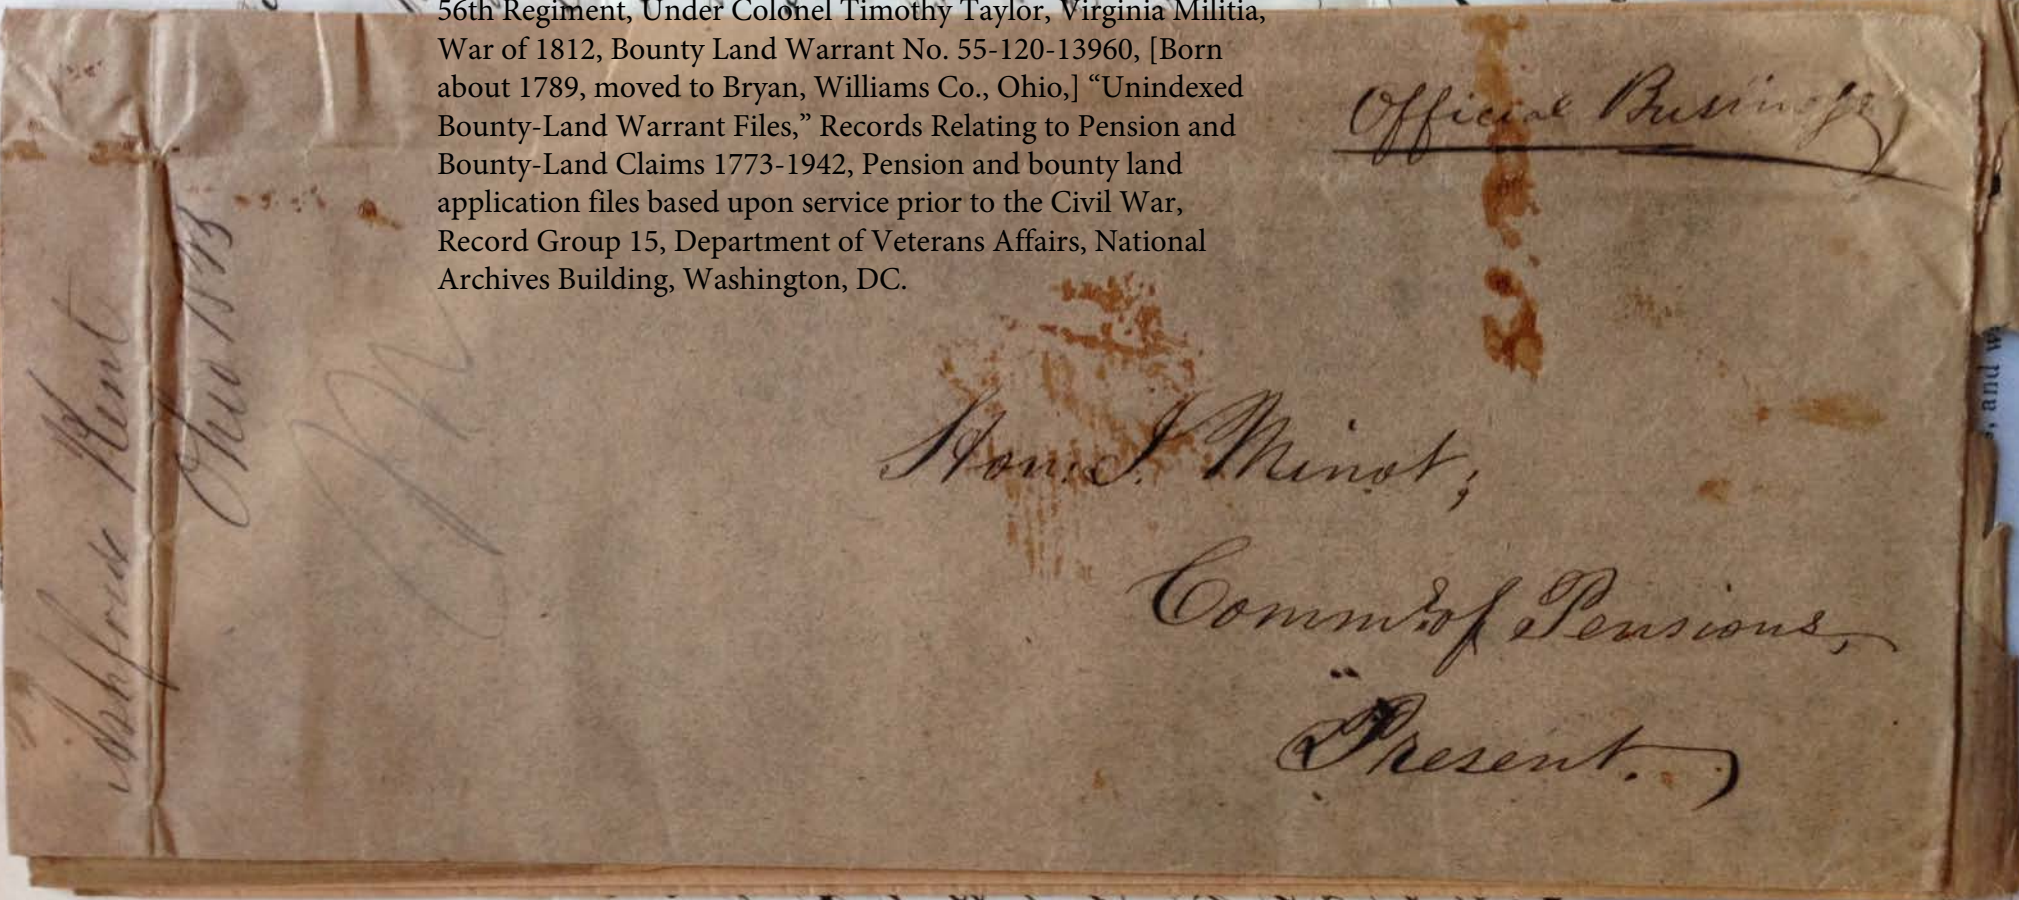 56th Regiment, Under Colonel Timothy Taylor, Virginia Militia,
War of 1812, Bounty Land Warrant No. 55-120-13960, [Born
about 1789, moved to Bryan, Williams Co., Ohio,] “Unindexed
Bounty-Land Warrant Files,” Records Relating to Pension and
Bounty-Land Claims 1773-1942, Pension and bounty land
application files based upon service prior to the Civil War,
Record Group 15, Department of Veterans Affairs, National
Archives Building, Washington, DC.
Official Business
Hon. J. Minot,
Commr. of Pensions,
Present.
Ashford Kent
Ohio
, and w